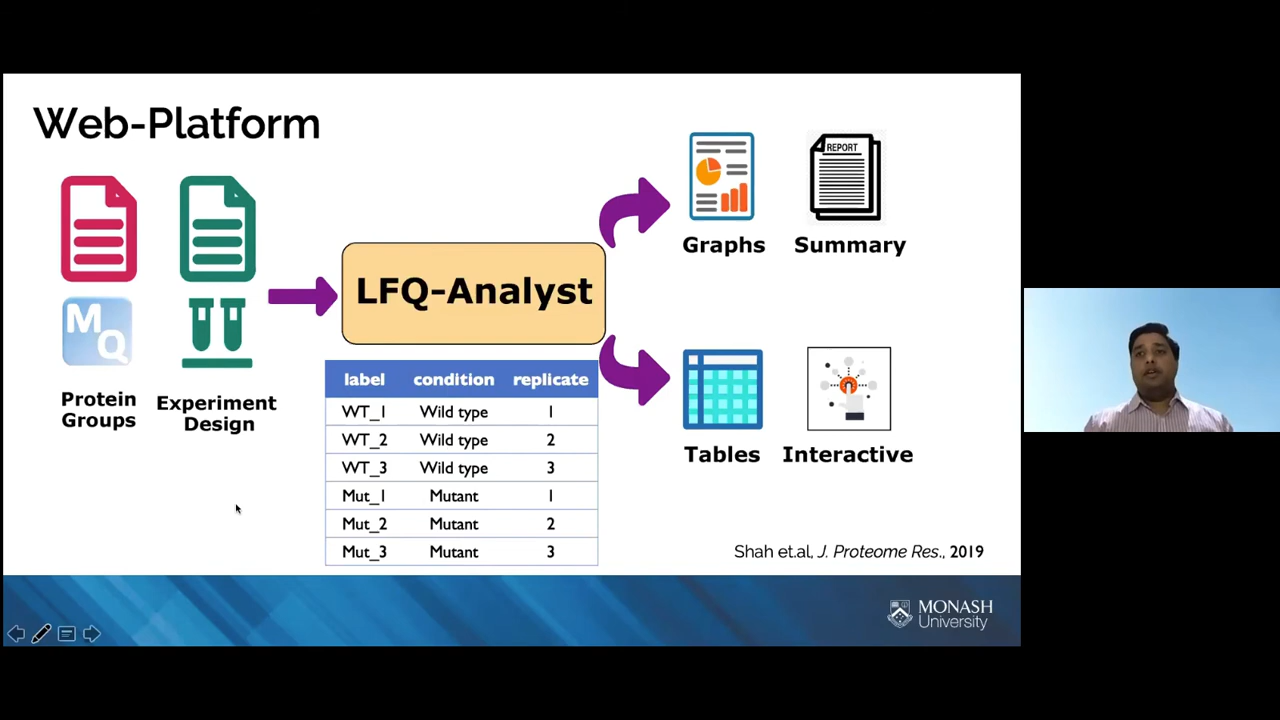 Web-Platform
MQ
Protein
Groups
Experiment
Design
LFQ-Analyst
label condition replicate
WT_1 Wild type 1
WT_2 Wild type 2
WT_3 Wild type 3
Mut_1 Mutant 1
Mut_2 Mutant 2
Mut_3 Mutant 3
REPORT
Graphs Summary
Tables Interactive
Shah et.al, J. Proteome Res., 2019
MONASH
University